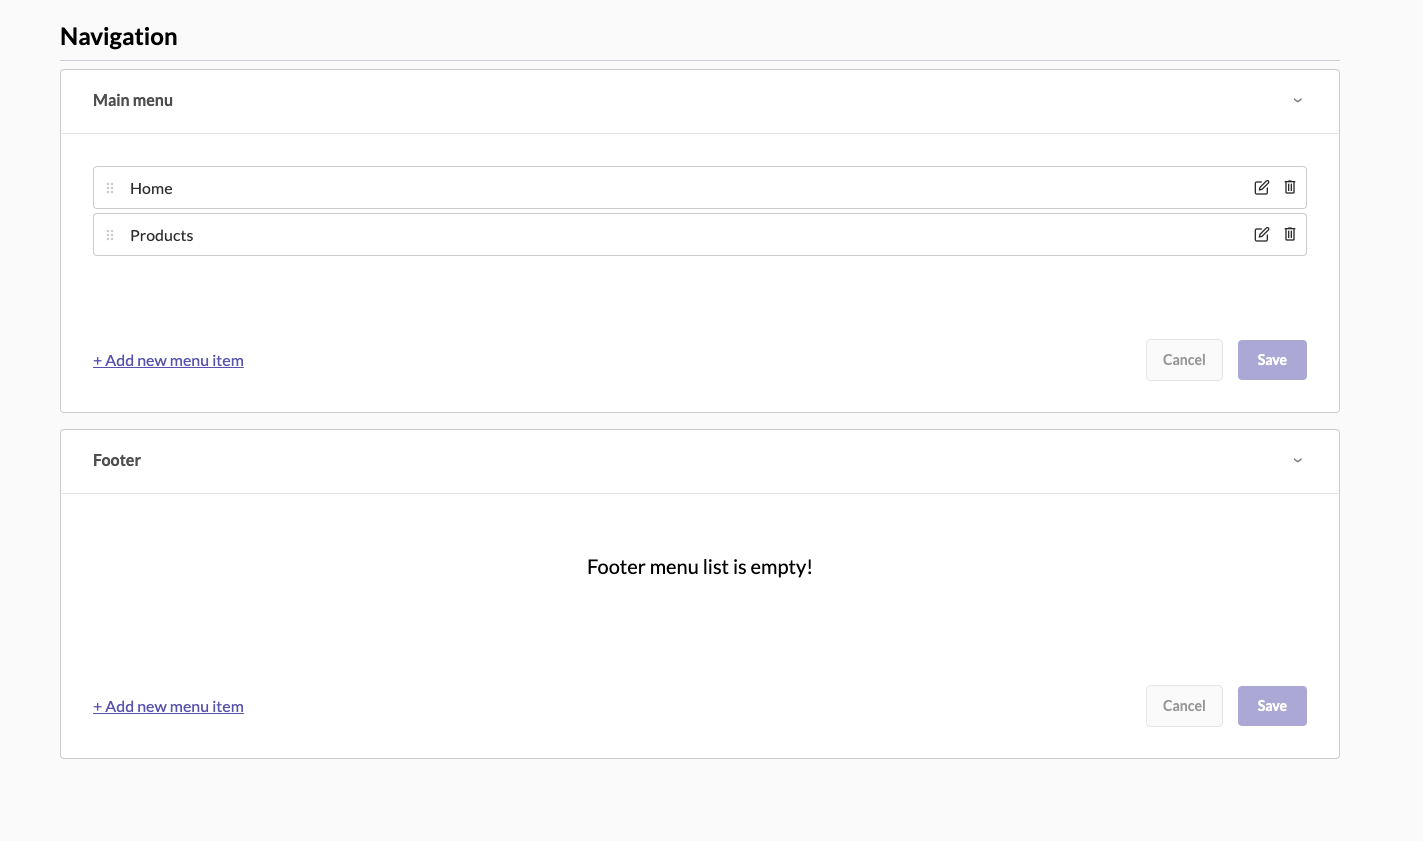 Navigation
Main menu
Home
Products
+ Add new menu item
Cancel
Save
Footer
Footer menu list is empty!
+ Add new menu item
Cancel
Save